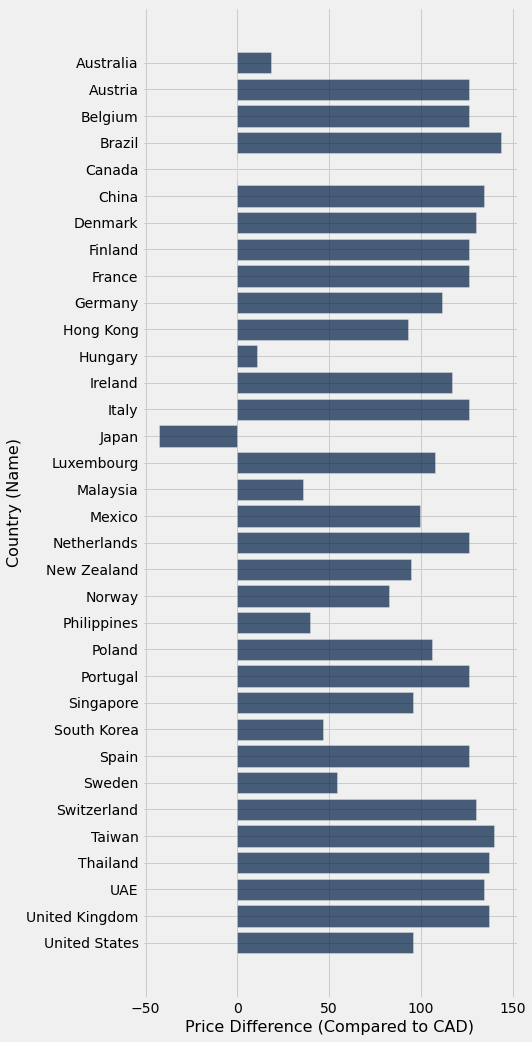 Australia
Austria
Belgium
Brazil
Canada
China
Denmark
Finland
France
Germany
Hong Kong
Hungary
Ireland
Italy
Japan
Luxembourg
Malaysia
Mexico
Netherlands
New Zealand
Norway
Philippines
Poland
Portugal
Singapore
South Korea
Spain
Sweden
Switzerland
Taiwan
Thailand
UAE
United Kingdom
United States
Country (Name)
−50 0 50 100 150
Price Difference (Compared to CAD)